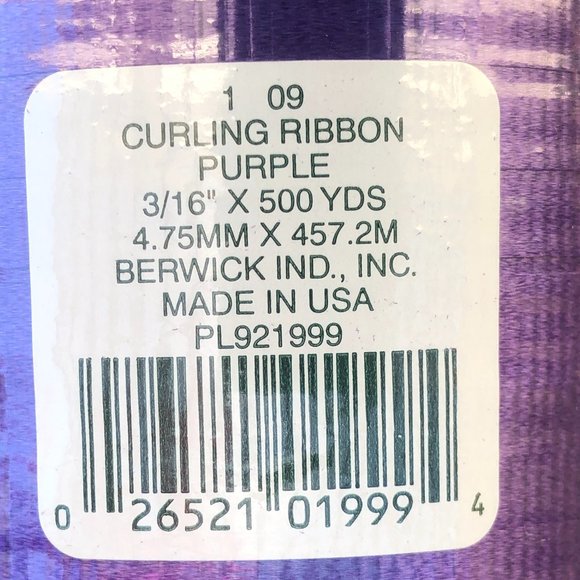 1 09
CURLING RIBBON
PURPLE
3/16" X 500 YDS
4.75MM X 457.2M
BERWICK IND., INC.
MADE IN USA
PL921999
0 26521 01999 4